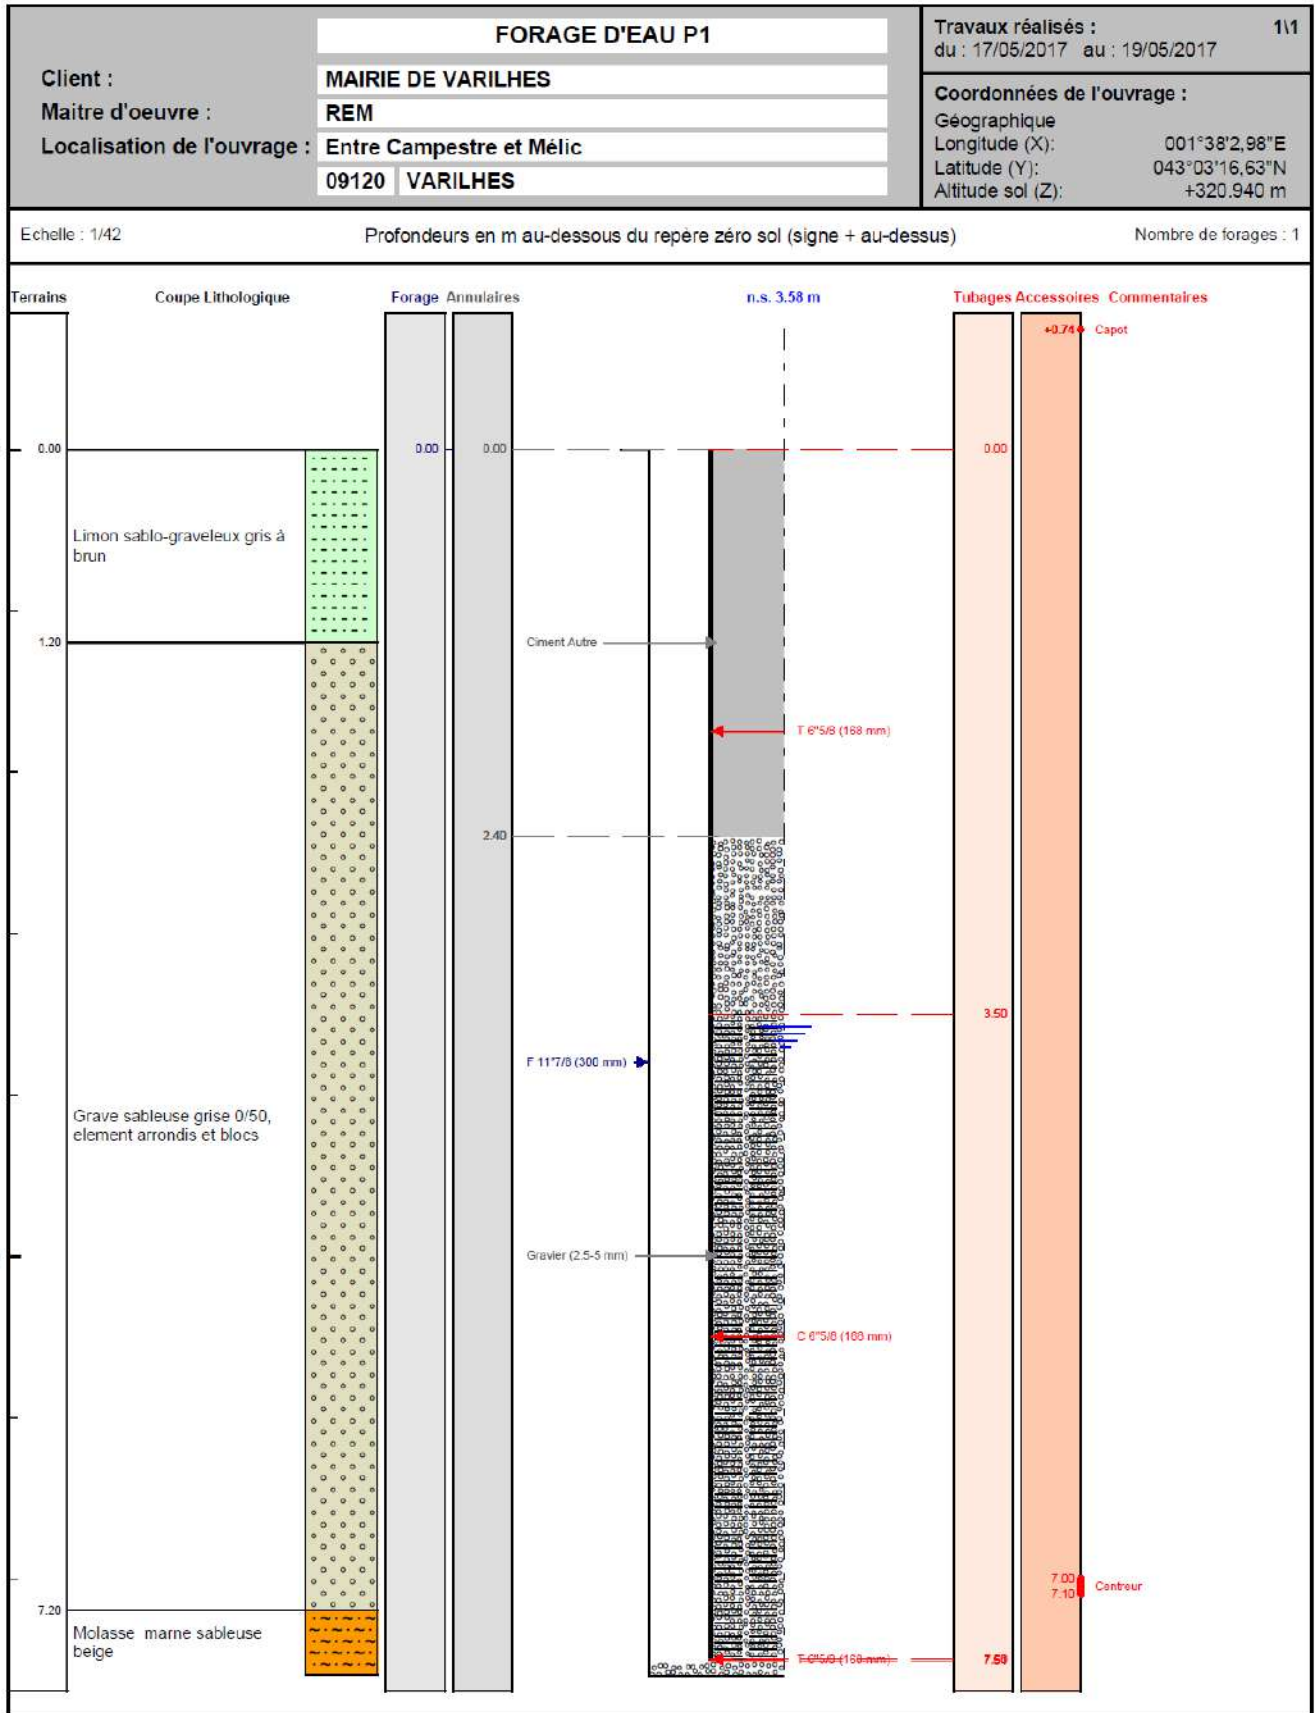 FORAGE D'EAU P1
Travaux réalisés : 1\1
du : 17/05/2017 au : 19/05/2017
Client : MAIRIE DE VARILHES
Maitre d'oeuvre : REM
Localisation de l'ouvrage : Entre Campestre et Mélic
09120 VARILHES
Coordonnées de l'ouvrage :
Géographique
Longitude (X): 001°38'2,98"E
Latitude (Y): 043°03'16,63"N
Altitude sol (Z): +320.940 m
Echelle : 1/42 Profondeurs en m au-dessous du repère zéro sol (signe + au-dessus) Nombre de forages : 1
Terrains Coupe Lithologique Forage Annulaires n.s. 3.58 m Tubages Accessoires Commentaires
+0.74 Capot
0.00 0.00 0.00 0.00
Limon sablo-graveleux gris à
brun
1.20 Ciment Autre
T 6"5/8 (168 mm)
2.40
3.50
F 11"7/8 (300 mm)
Grave sableuse grise 0/50,
element arrondis et blocs
Gravier (2.5-5 mm)
C 6"5/8 (168 mm)
7.00
7.10 Centreur
7.20
Molasse marne sableuse
beige
T 6"5/8 (168 mm)